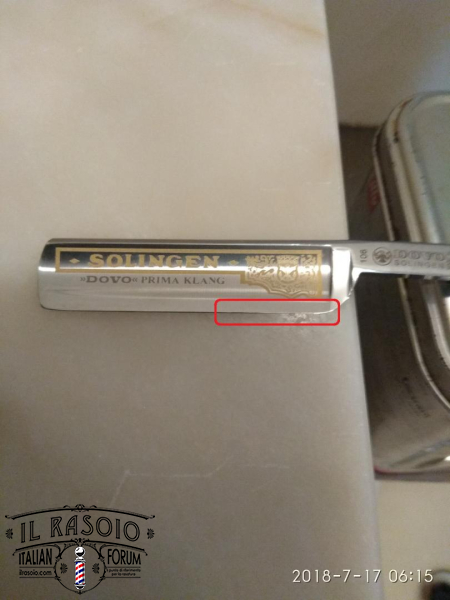 SOLINGEN
"DOVO" PRIMA KLANG
IL RASOIO
ITALIAN FORUM
ilrasoio.com
2018-7-17 06:15